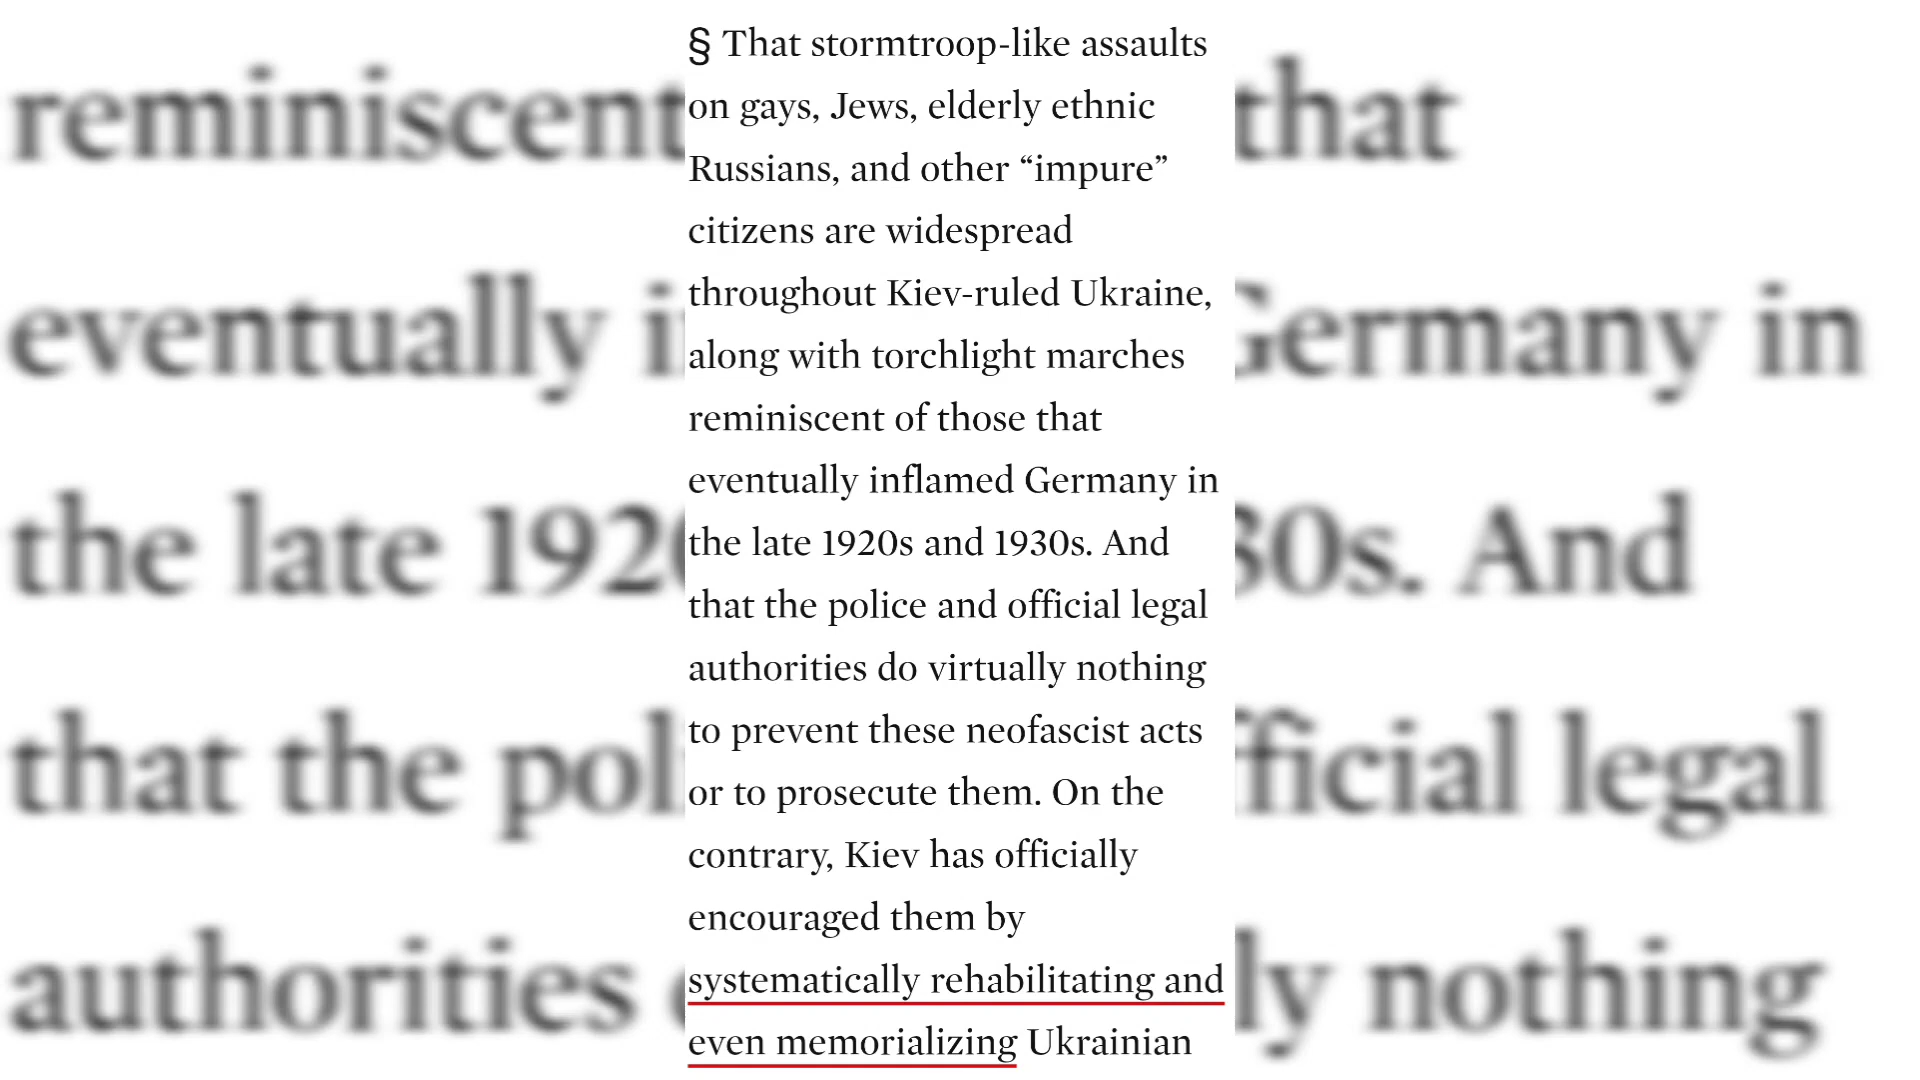 § That stormtroop-like assaults
on gays, Jews, elderly ethnic
Russians, and other “impure”
citizens are widespread
throughout Kiev-ruled Ukraine,
along with torchlight marches
reminiscent of those that
eventually inflamed Germany in
the late 1920s and 1930s. And
that the police and official legal
authorities do virtually nothing
to prevent these neofascist acts
or to prosecute them. On the
contrary, Kiev has officially
encouraged them by
systematically rehabilitating and
even memorializing Ukrainian